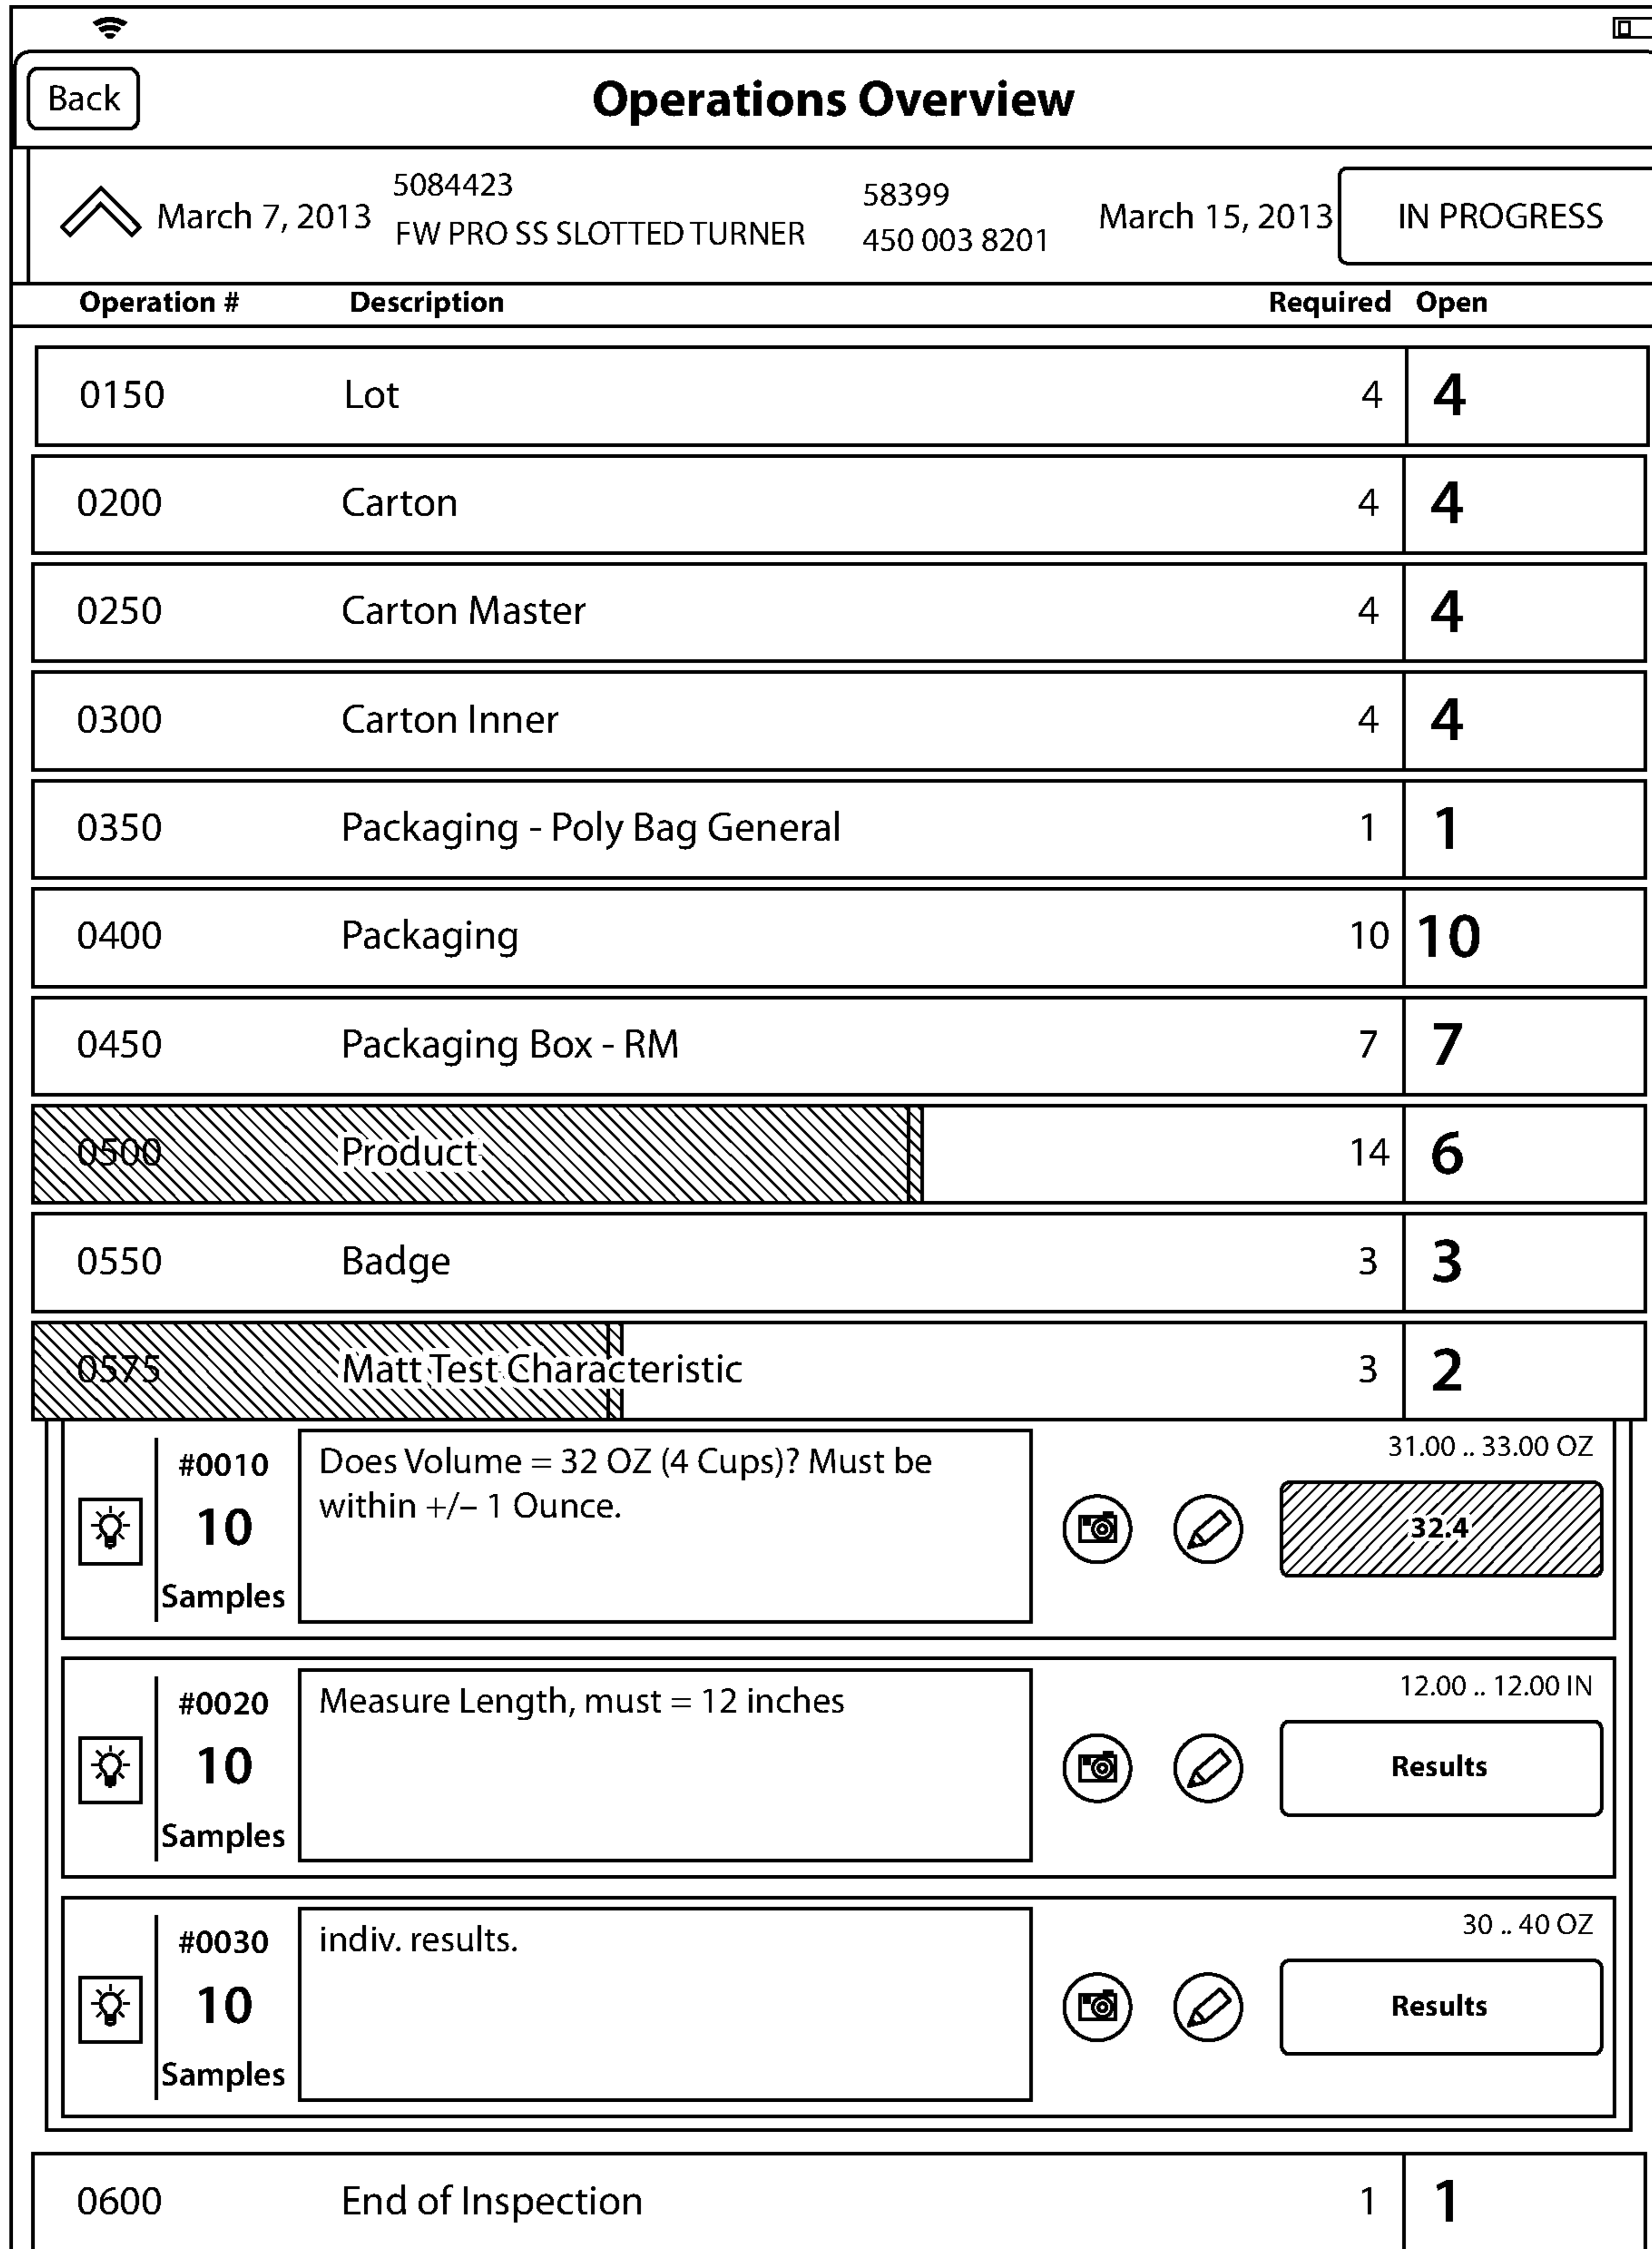 Back
Operations Overview
March 7, 2013
5084423
FW PRO SS SLOTTED TURNER
58399
450 003 8201
March 15, 2013
IN PROGRESS
Operation # Description Required Open
0150 Lot 4 4
0200 Carton 4 4
0250 Carton Master 4 4
0300 Carton Inner 4 4
0350 Packaging - Poly Bag General 1 1
0400 Packaging 10 10
0450 Packaging Box - RM 7 7
0500 Product 14 6
0550 Badge 3 3
0575 Matt Test Characteristic 3 2
#0010
10
Samples
Does Volume = 32 OZ (4 Cups)? Must be
within +/− 1 Ounce.
31.00 .. 33.00 OZ
32.4
#0020
10
Samples
Measure Length, must = 12 inches
12.00 .. 12.00 IN
Results
#0030
10
Samples
indiv. results.
30 .. 40 OZ
Results
0600 End of Inspection 1 1